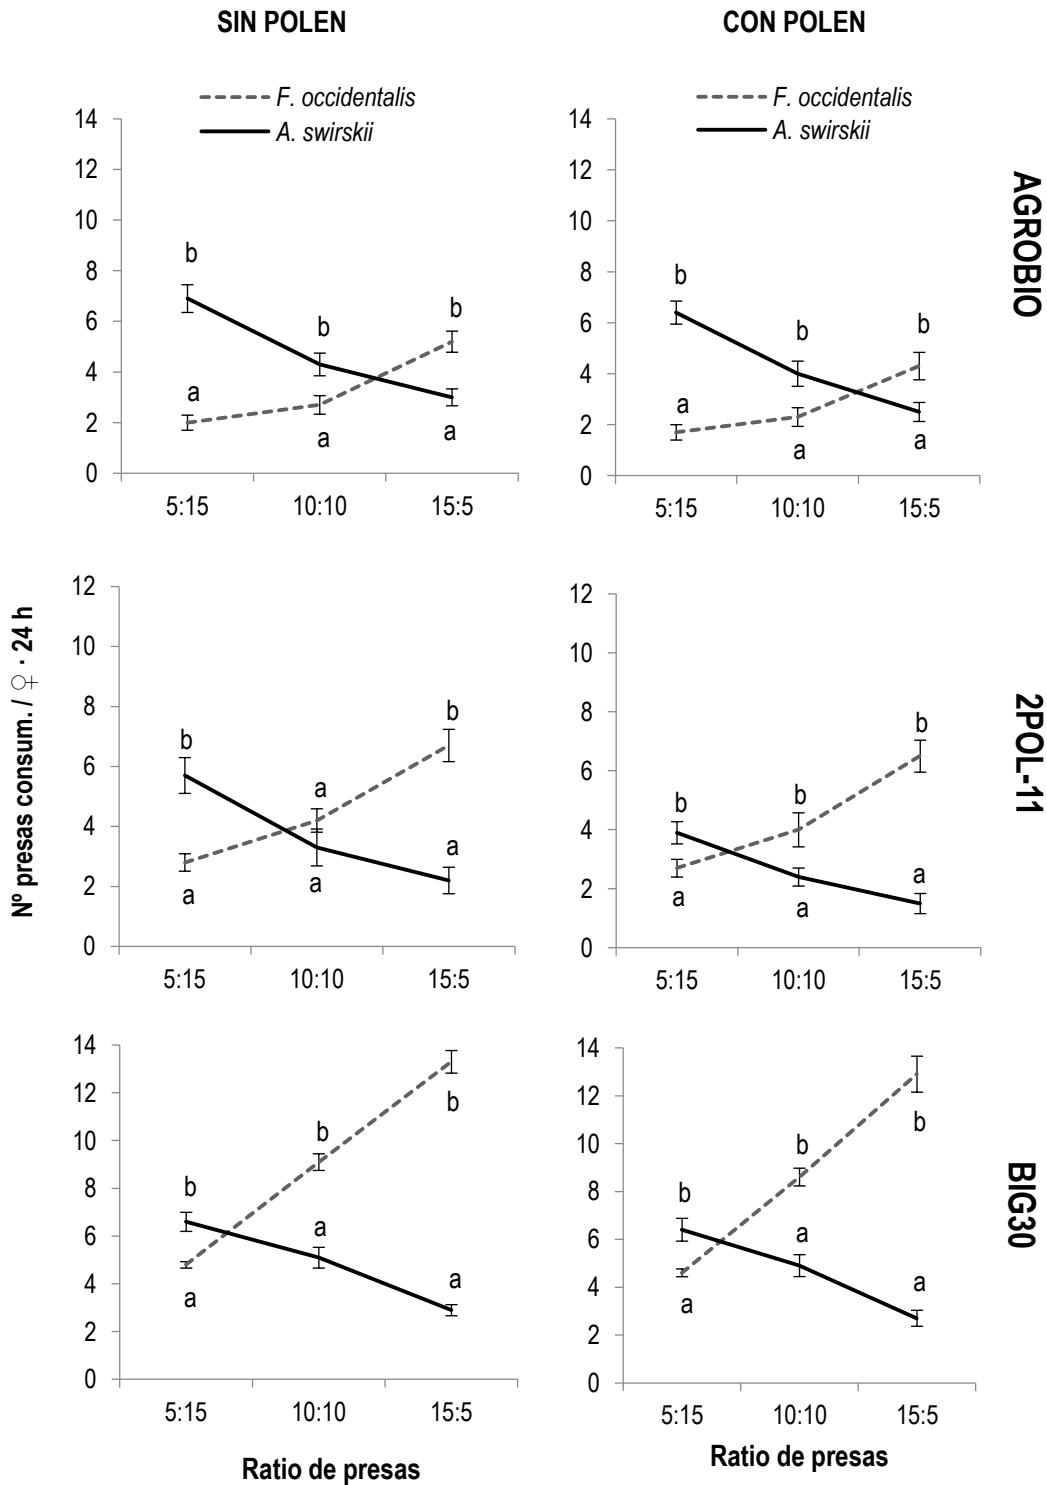 SIN POLEN
CON POLEN
F. occidentalis
A. swirskii
F. occidentalis
A. swirskii
AGROBIO
14
12
10
8
6
4
2
0
b
b
b
a
a
a
5:15
10:10
15:5
14
12
10
8
6
4
2
0
b
b
b
a
a
a
5:15
10:10
15:5
Nº presas consum. / ♀ · 24 h
2POL-11
12
10
8
6
4
2
0
b
a
b
a
a
a
5:15
10:10
15:5
12
10
8
6
4
2
0
b
b
b
a
a
a
5:15
10:10
15:5
BIG30
14
12
10
8
6
4
2
0
b
b
b
a
a
a
5:15
10:10
15:5
Ratio de presas
14
12
10
8
6
4
2
0
b
b
b
a
a
a
5:15
10:10
15:5
Ratio de presas